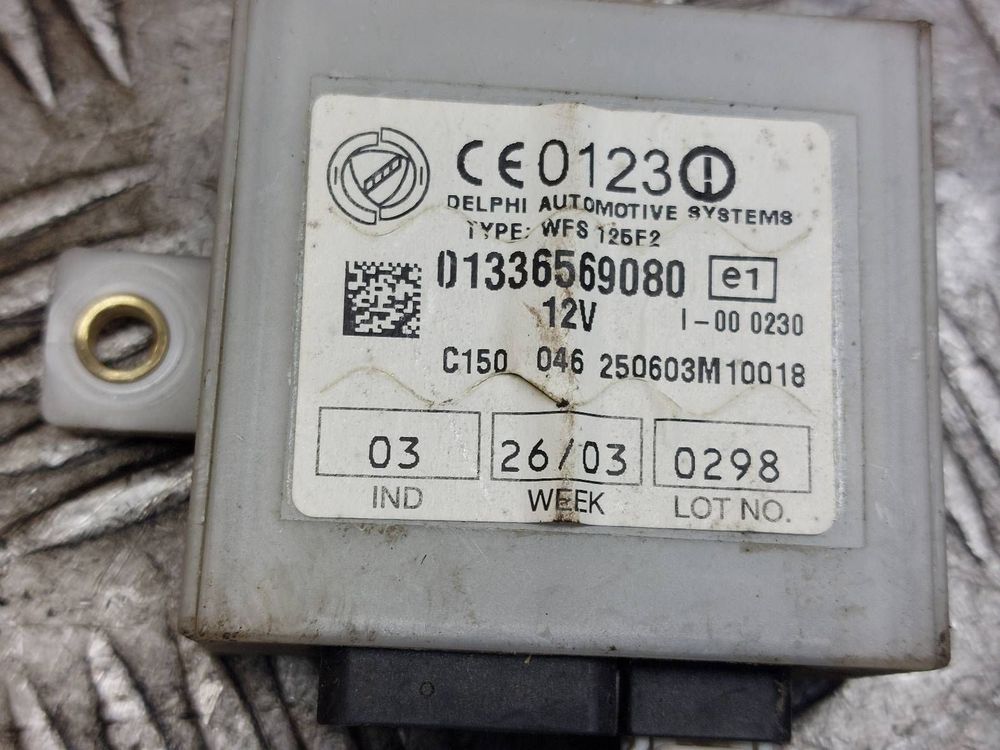 CE0123
DELPHI AUTOMOTIVE SYSTEMS
TYPE: WFS 125F2
01336569080 e1
12V I-00 0230
C150 046 250603M10018
03 26/03 0298
IND WEEK LOT NO.